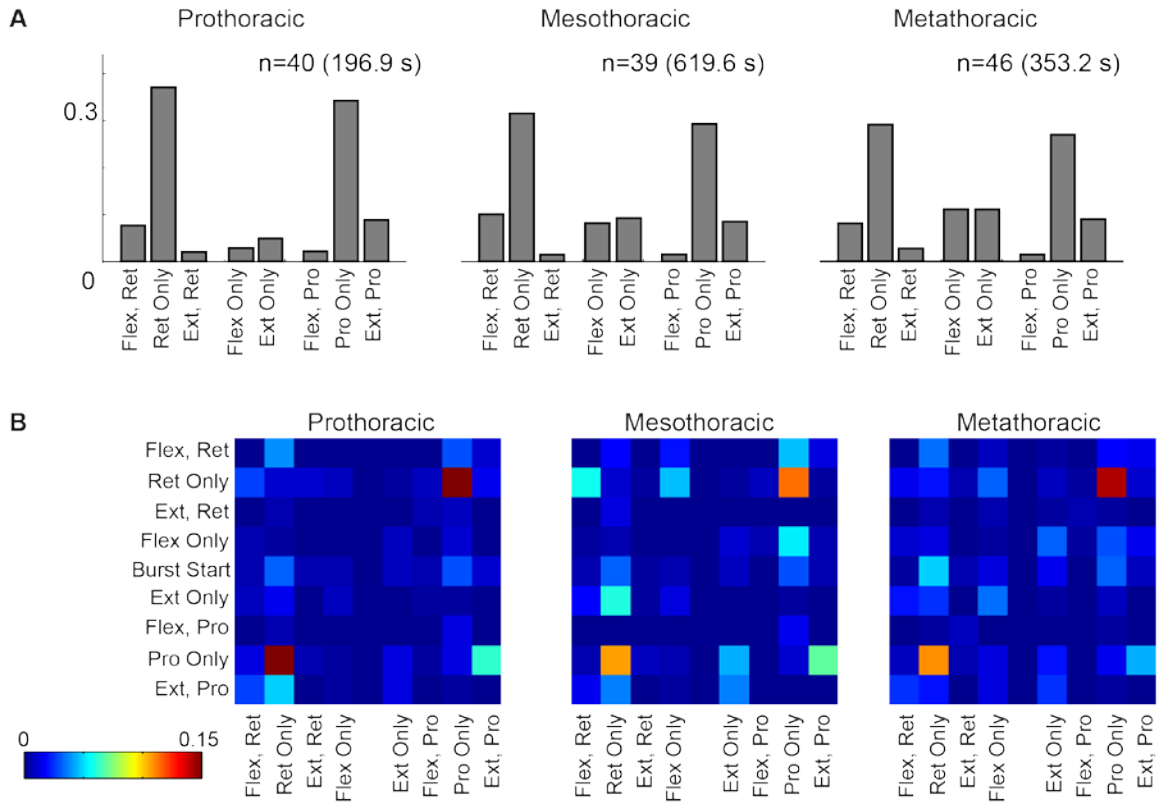 A
Prothoracic
Mesothoracic
Metathoracic
n=40 (196.9 s)
n=39 (619.6 s)
n=46 (353.2 s)
0.3
0
Flex, Ret
Ret Only
Ext, Ret
Flex Only
Ext Only
Flex, Pro
Pro Only
Ext, Pro
Flex, Ret
Ret Only
Ext, Ret
Flex Only
Ext Only
Flex, Pro
Pro Only
Ext, Pro
Flex, Ret
Ret Only
Ext, Ret
Flex Only
Ext Only
Flex, Pro
Pro Only
Ext, Pro
B
Prothoracic
Mesothoracic
Metathoracic
Flex, Ret
Ret Only
Ext, Ret
Flex Only
Burst Start
Ext Only
Flex, Pro
Pro Only
Ext, Pro
0
0.15
Flex, Ret
Ret Only
Ext, Ret
Flex Only
Ext Only
Flex, Pro
Pro Only
Ext, Pro
Flex, Ret
Ret Only
Ext, Ret
Flex Only
Ext Only
Flex, Pro
Pro Only
Ext, Pro
Flex, Ret
Ret Only
Ext, Ret
Flex Only
Ext Only
Flex, Pro
Pro Only
Ext, Pro